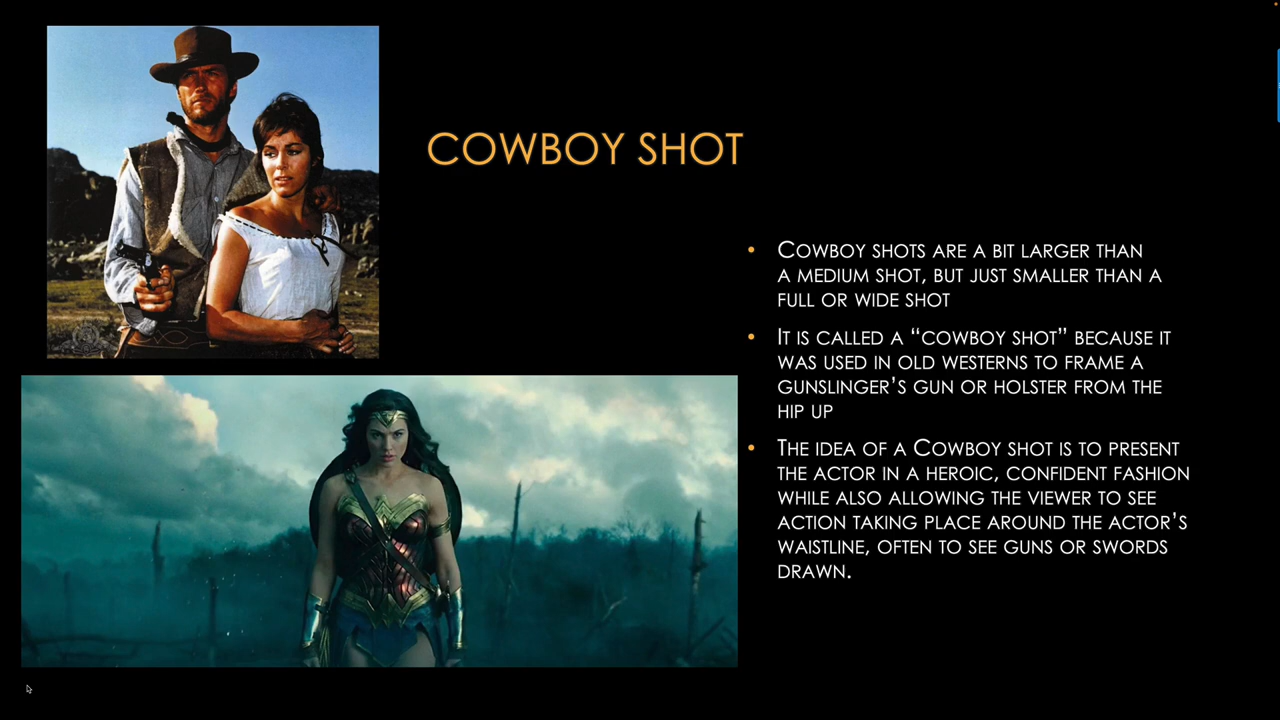 COWBOY SHOT
• COWBOY SHOTS ARE A BIT LARGER THAN
A MEDIUM SHOT, BUT JUST SMALLER THAN A
FULL OR WIDE SHOT
• IT IS CALLED A “COWBOY SHOT” BECAUSE IT
WAS USED IN OLD WESTERNS TO FRAME A
GUNSLINGER’S GUN OR HOLSTER FROM THE
HIP UP
• THE IDEA OF A COWBOY SHOT IS TO PRESENT
THE ACTOR IN A HEROIC, CONFIDENT FASHION
WHILE ALSO ALLOWING THE VIEWER TO SEE
ACTION TAKING PLACE AROUND THE ACTOR’S
WAISTLINE, OFTEN TO SEE GUNS OR SWORDS
DRAWN.